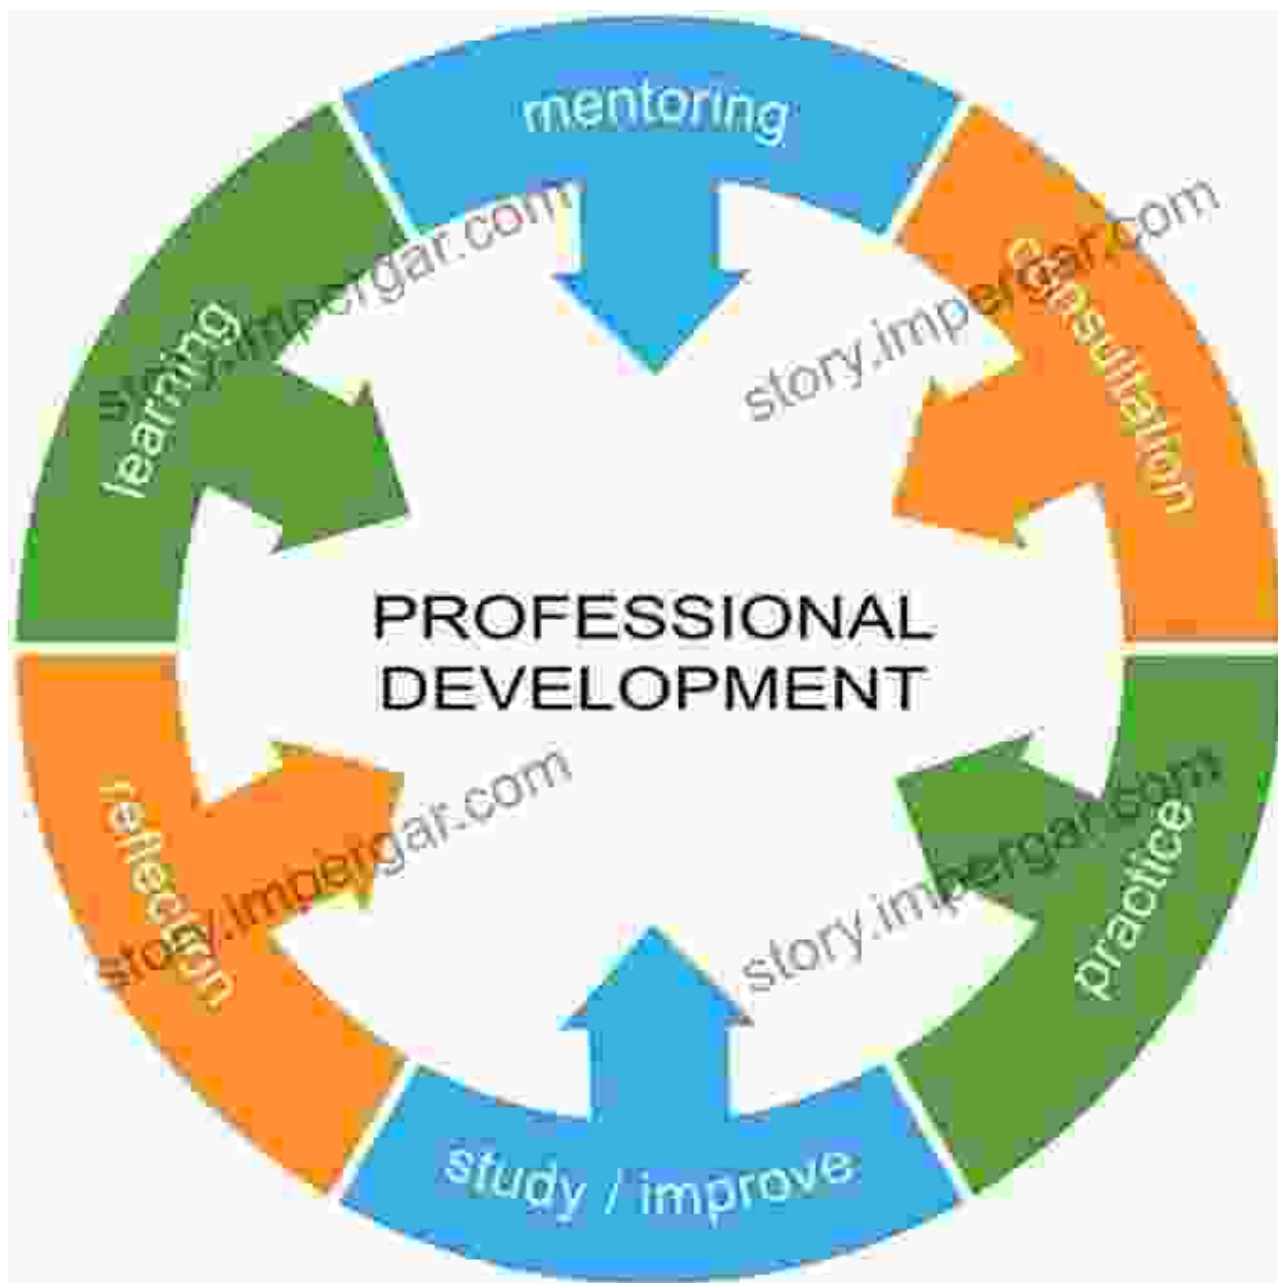 mentoring
consultation
learning
PROFESSIONAL
DEVELOPMENT
reflection
practice
study / improve
story.impergar.com
story.impergar.com
story.impergar.com
story.impergar.com